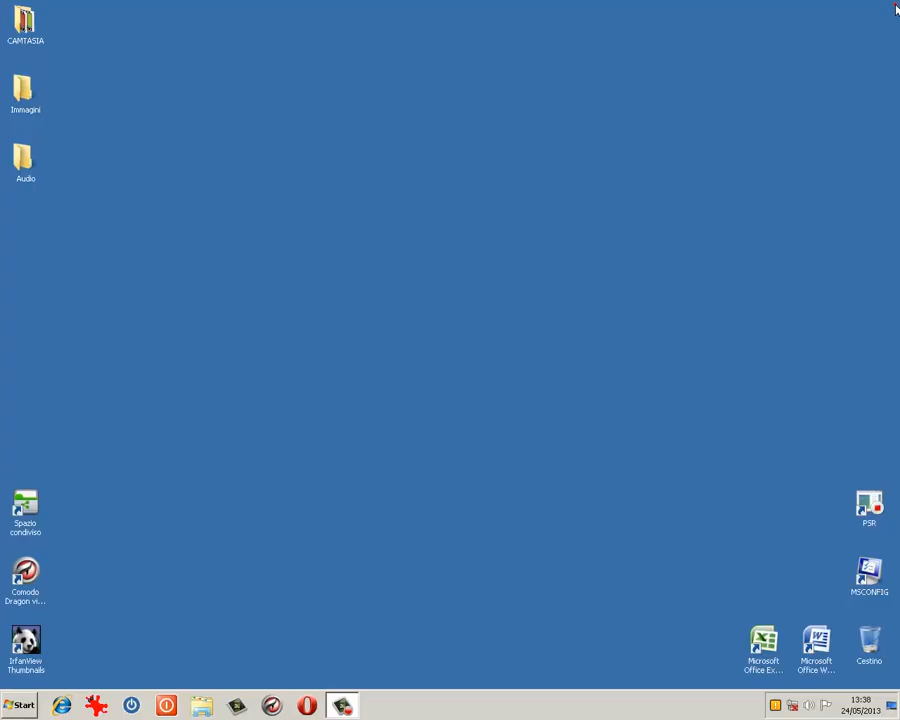 CAMTASIA
Immagini
Audio
Spazio
condiviso
PSR
Comodo
Dragon vi...
MSCONFIG
IrfanView
Thumbnails
Microsoft
Office Ex...
Microsoft
Office W...
Cestino
Start
13:38
24/05/2013